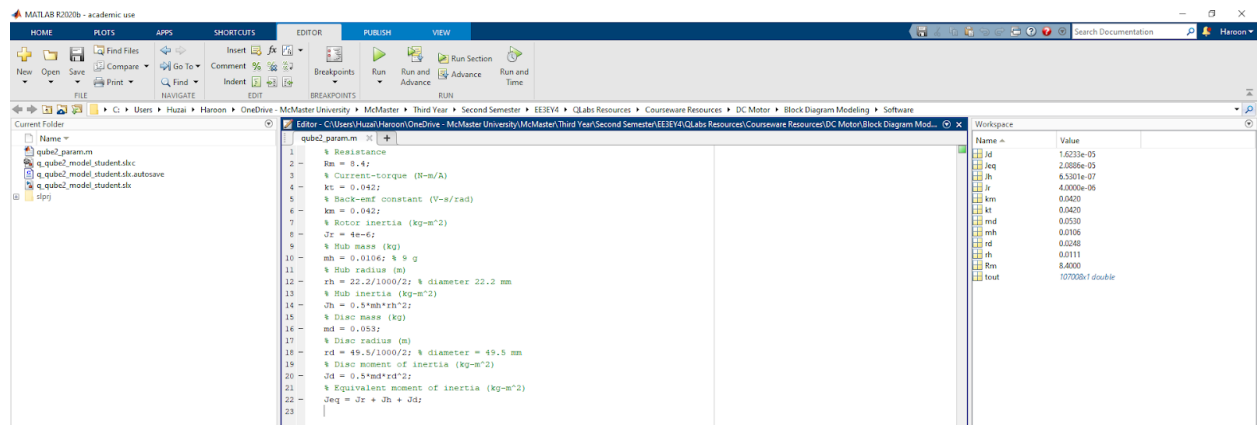 MATLAB R2020b - academic use
HOME PLOTS APPS SHORTCUTS EDITOR PUBLISH VIEW Search Documentation Haroon
New Open Save Find Files Compare Print Go To Find Insert fx Comment Indent Breakpoints Run Run and Advance Run Section Advance Run and Time
FILE NAVIGATE EDIT BREAKPOINTS RUN
C: Users Huzai Haroon OneDrive - McMaster University McMaster Third Year Second Semester EE3EY4 QLabs Resources Courseware Resources DC Motor Block Diagram Modeling Software
Current Folder
Name
qube2_param.m
q_qube2_model_student.slxc
q_qube2_model_student.slx.autosave
q_qube2_model_student.slx
slprj
Editor - C:\Users\Huzai\Haroon\OneDrive - McMaster University\McMaster\Third Year\Second Semester\EE3EY4\QLabs Resources\Courseware Resources\DC Motor\Block Diagram Mod...
qube2_param.m
1 % Resistance
2 - Rm = 8.4;
3 % Current-torque (N-m/A)
4 - kt = 0.042;
5 % Back-emf constant (V-s/rad)
6 - km = 0.042;
7 % Rotor inertia (kg-m^2)
8 - Jr = 4e-6;
9 % Hub mass (kg)
10 - mh = 0.0106; % 9 g
11 % Hub radius (m)
12 - rh = 22.2/1000/2; % diameter 22.2 mm
13 % Hub inertia (kg-m^2)
14 - Jh = 0.5*mh*rh^2;
15 % Disc mass (kg)
16 - md = 0.053;
17 % Disc radius (m)
18 - rd = 49.5/1000/2; % diameter = 49.5 mm
19 % Disc moment of inertia (kg-m^2)
20 - Jd = 0.5*md*rd^2;
21 % Equivalent moment of inertia (kg-m^2)
22 - Jeq = Jr + Jh + Jd;
23
Workspace
Name Value
Jd 1.6233e-05
Jeq 2.0886e-05
Jh 6.5301e-07
Jr 4.0000e-06
km 0.0420
kt 0.0420
md 0.0530
mh 0.0106
rd 0.0248
rh 0.0111
Rm 8.4000
tout 107008x1 double